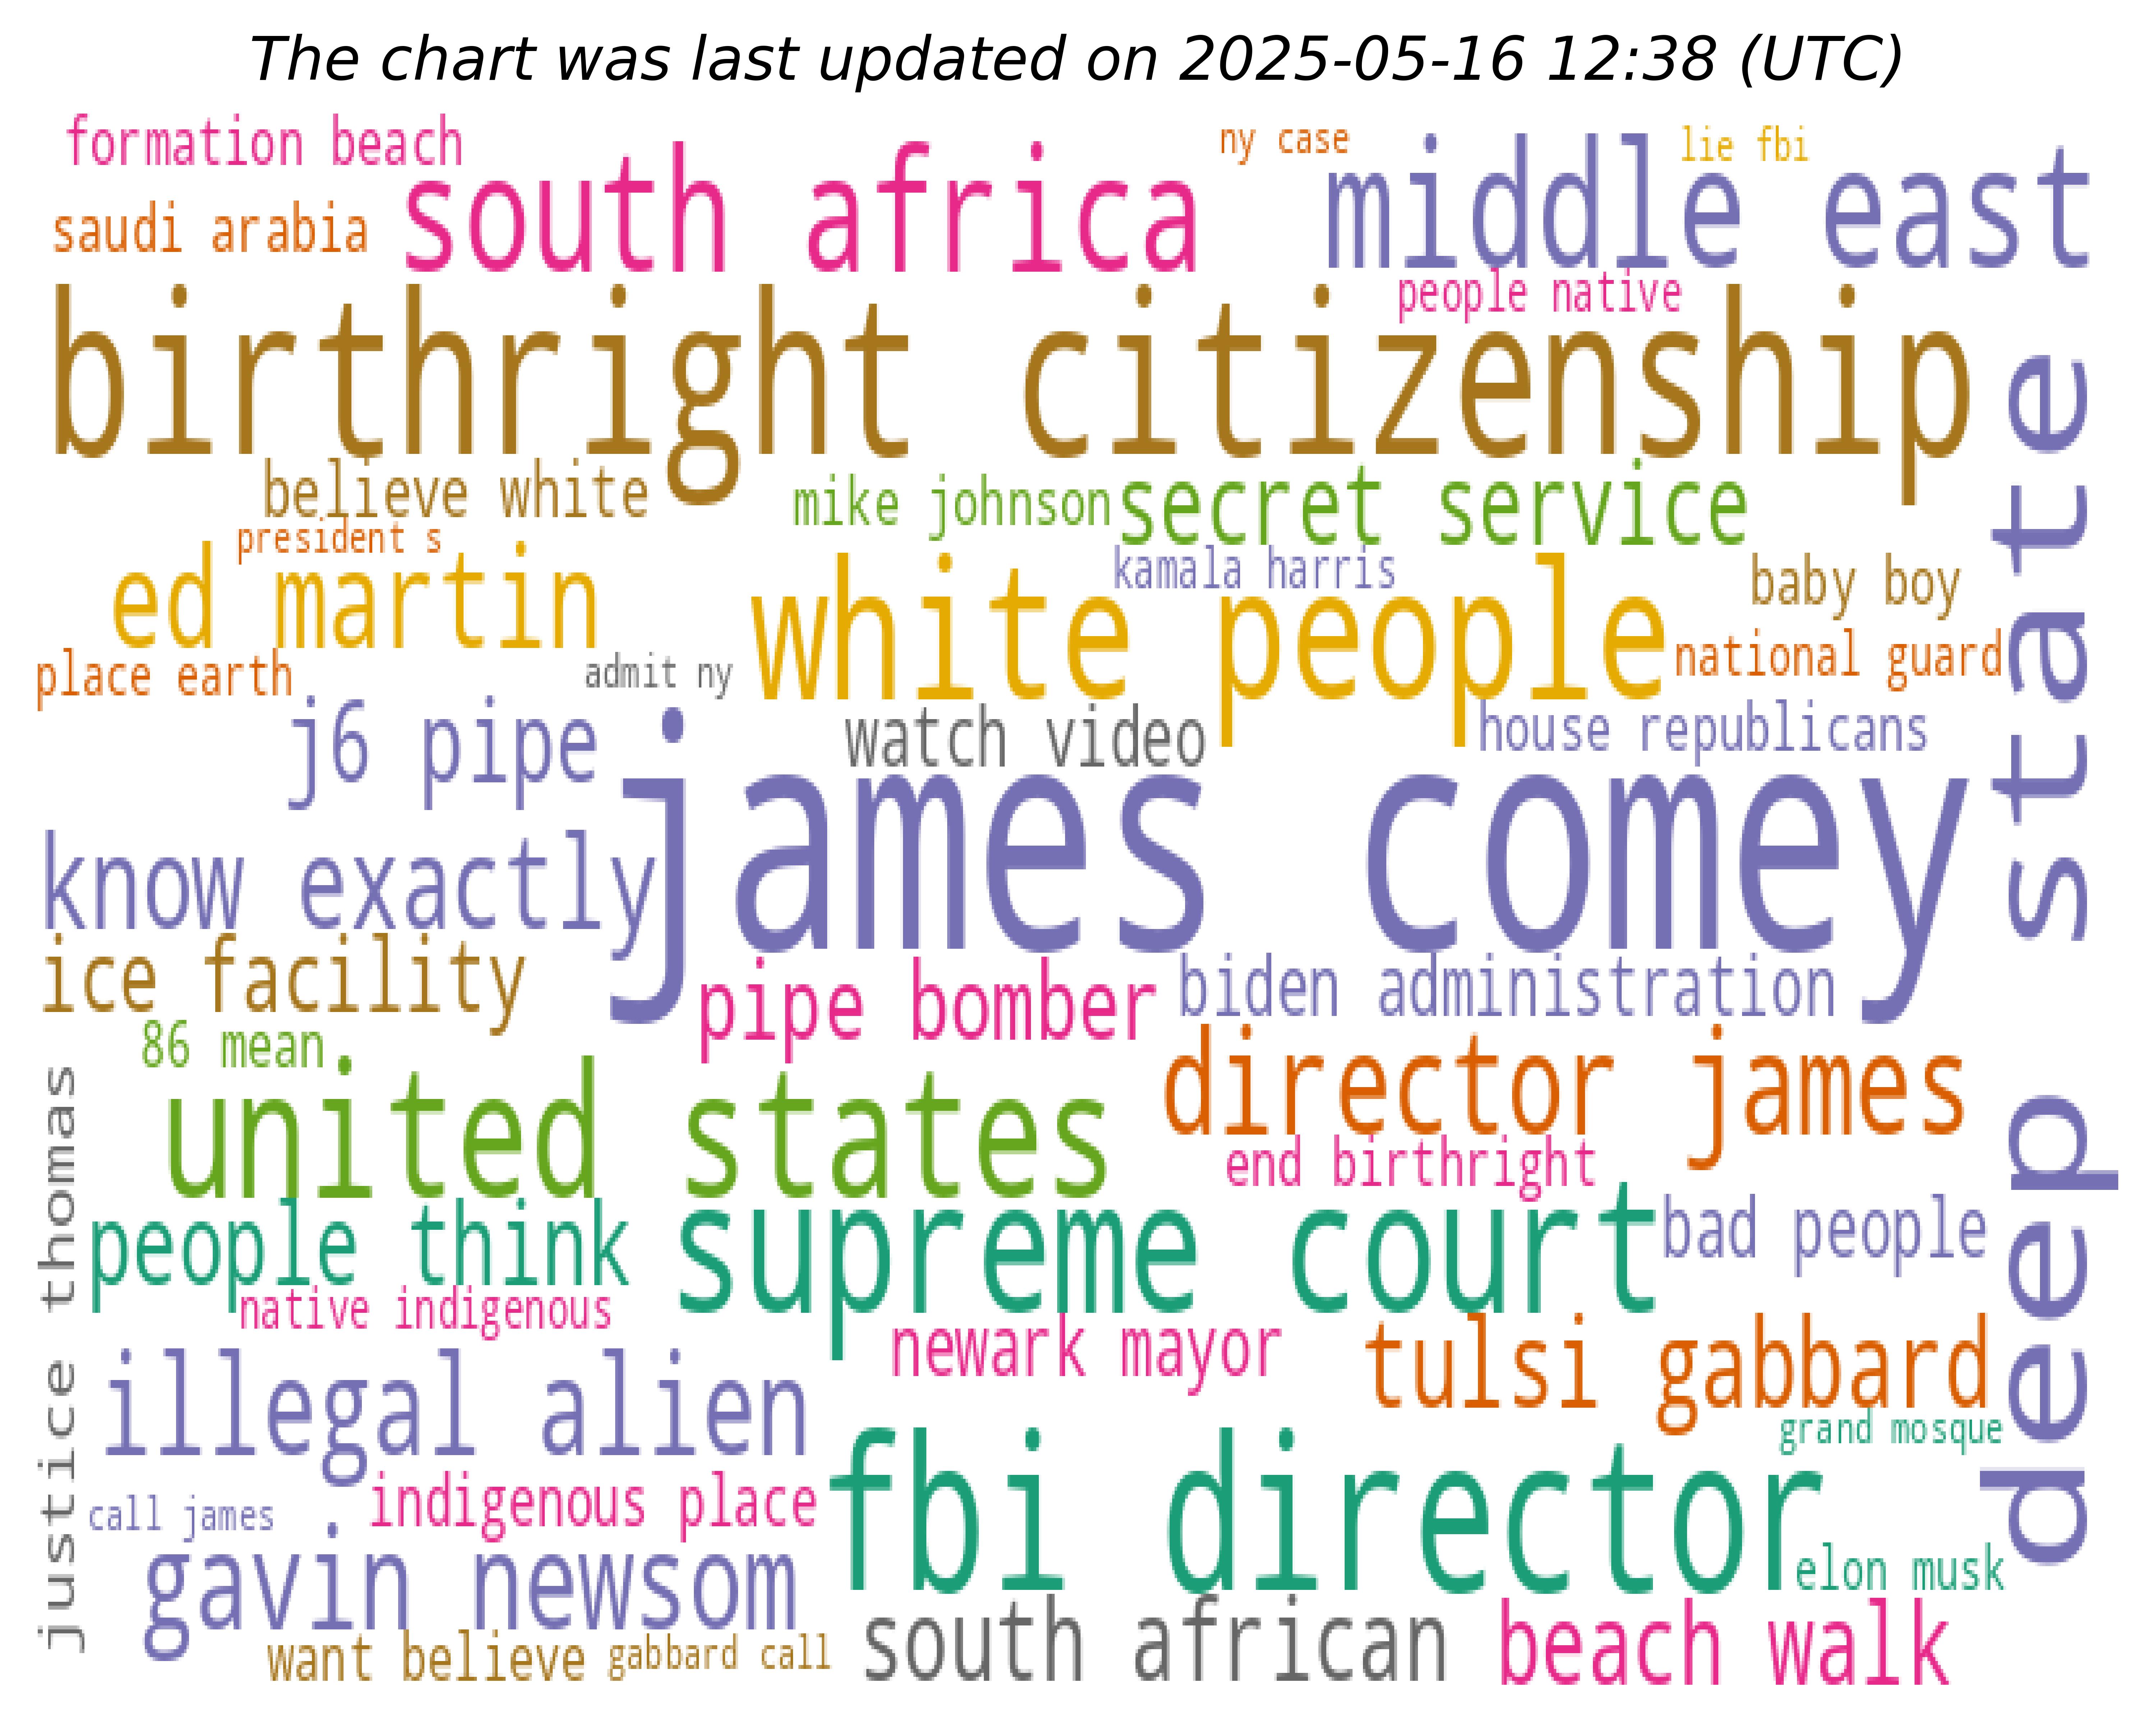 The chart was last updated on 2025-05-16 12:38 (UTC)
formation beach
ny case
lie fbi
saudi arabia
south africa
middle east
people native
birthright citizenship
believe white
mike johnson
secret service
president s
ed martin
kamala harris
white people
baby boy
place earth
admit ny
national guard
j6 pipe
watch video
house republicans
james comey
know exactly
ice facility
pipe bomber
biden administration
86 mean
united states
director james
end birthright
people think
supreme court
bad people
native indigenous
newark mayor
tulsi gabbard
illegal alien
grand mosque
call james
indigenous place
fbi director
gavin newsom
elon musk
want believe
gabbard call
south african
beach walk
justice thomas
deep state